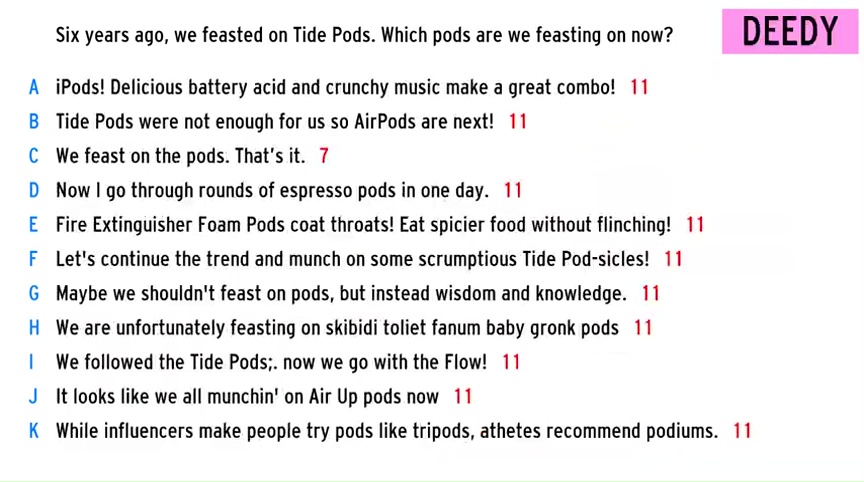 Six years ago, we feasted on Tide Pods. Which pods are we feasting on now?
DEEDY
A iPods! Delicious battery acid and crunchy music make a great combo! 11
B Tide Pods were not enough for us so AirPods are next! 11
C We feast on the pods. That's it. 7
D Now I go through rounds of espresso pods in one day. 11
E Fire Extinguisher Foam Pods coat throats! Eat spicier food without flinching! 11
F Let's continue the trend and munch on some scrumptious Tide Pod-sicles! 11
G Maybe we shouldn't feast on pods, but instead wisdom and knowledge. 11
H We are unfortunately feasting on skibidi toliet fanum baby gronk pods 11
I We followed the Tide Pods;. now we go with the Flow! 11
J It looks like we all munchin' on Air Up pods now 11
K While influencers make people try pods like tripods, athetes recommend podiums. 11